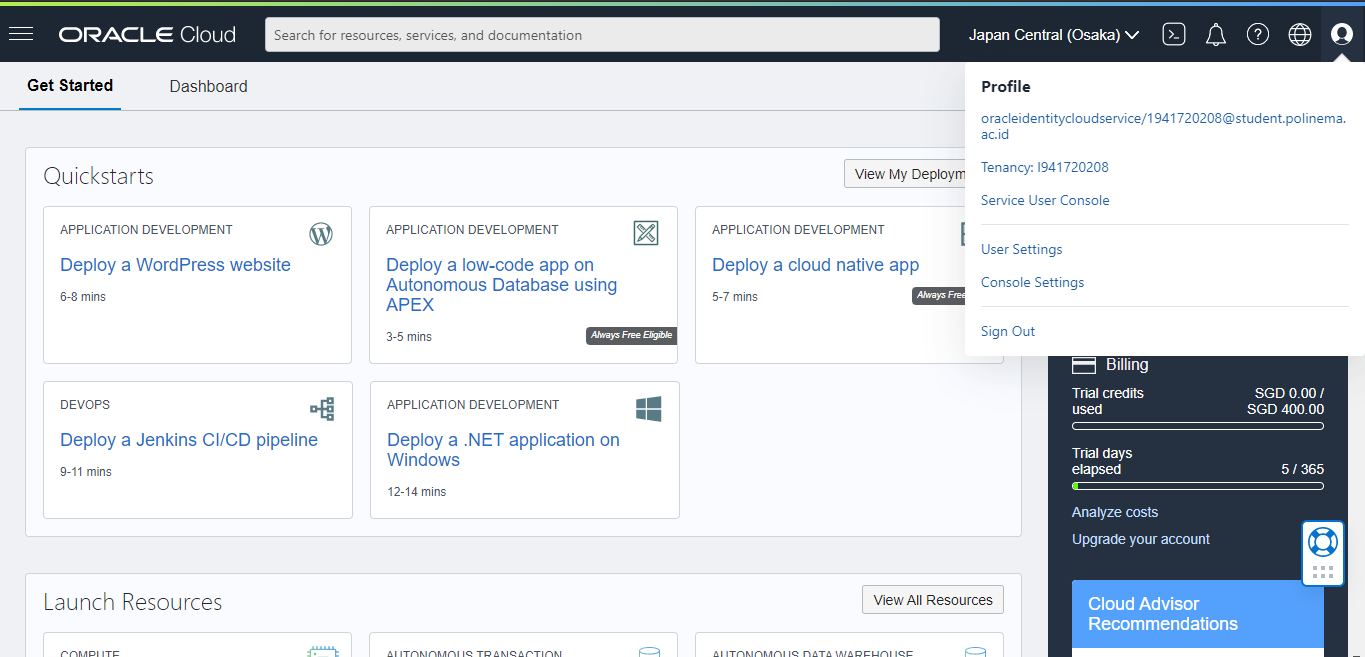 ORACLE Cloud
Search for resources, services, and documentation
Japan Central (Osaka)
Get Started
Dashboard
Profile
oracleidentitycloudservice/1941720208@student.polinema.
ac.id
Tenancy: I941720208
Service User Console
User Settings
Console Settings
Sign Out
Quickstarts
View My Deploym
APPLICATION DEVELOPMENT
Deploy a WordPress website
6-8 mins
APPLICATION DEVELOPMENT
Deploy a low-code app on
Autonomous Database using
APEX
3-5 mins
Always Free Eligible
APPLICATION DEVELOPMENT
Deploy a cloud native app
5-7 mins
Always Free
DEVOPS
Deploy a Jenkins CI/CD pipeline
9-11 mins
APPLICATION DEVELOPMENT
Deploy a .NET application on
Windows
12-14 mins
Billing
Trial credits
used
SGD 0.00 /
SGD 400.00
Trial days
elapsed
5 / 365
Analyze costs
Upgrade your account
Cloud Advisor
Recommendations
Launch Resources
View All Resources
COMPUTE
AUTONOMOUS TRANSACTION
AUTONOMOUS DATA WAREHOUSE